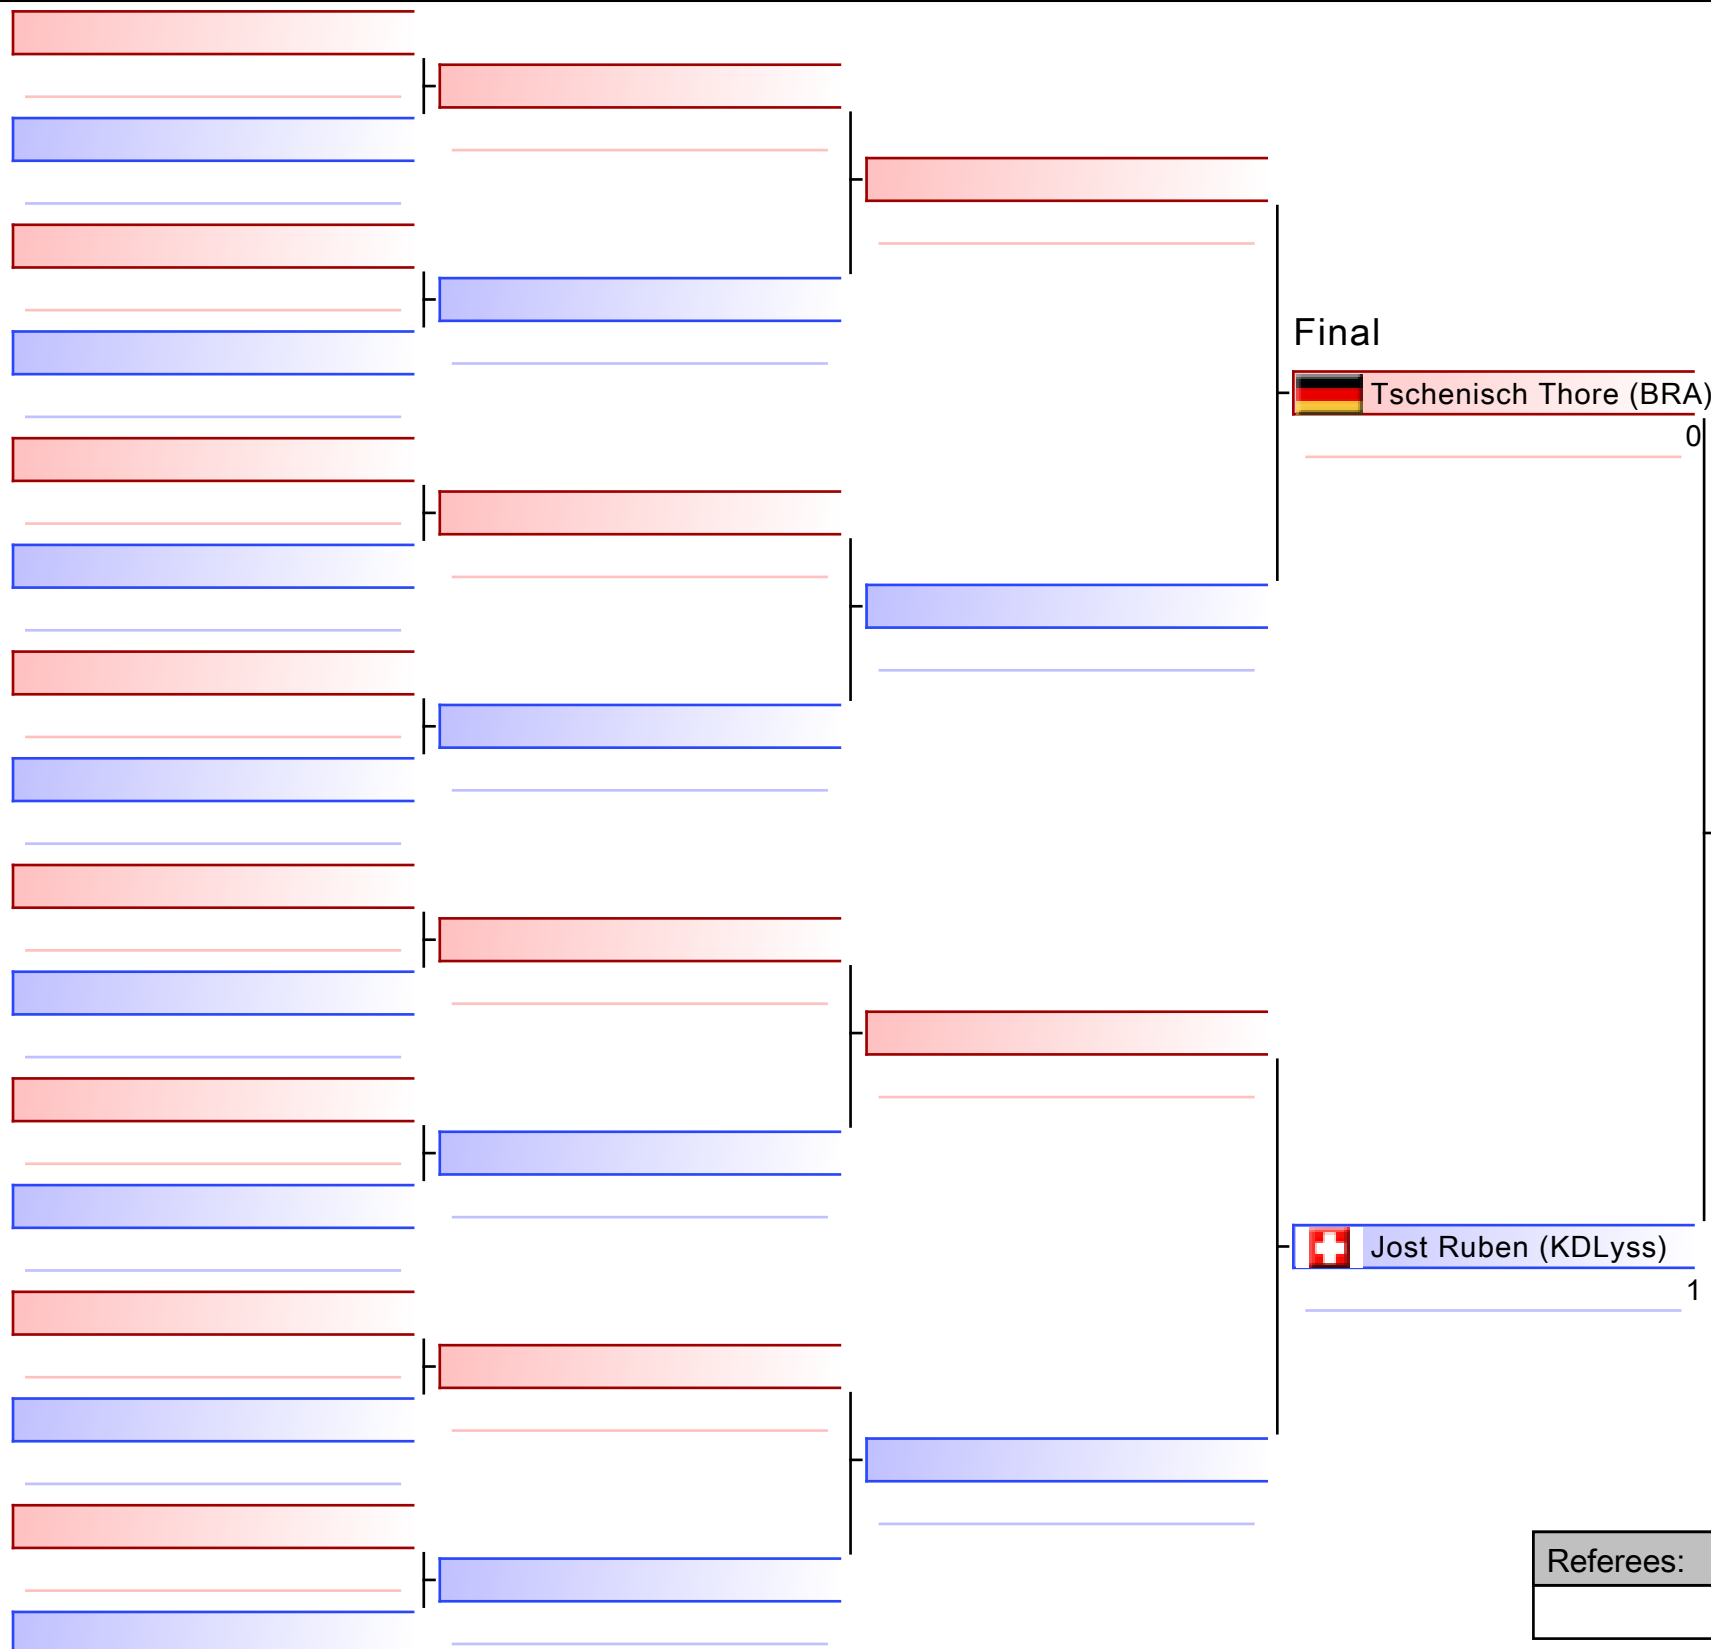 Final
Tschenisch Thore (BRA)
0
Jost Ruben (KDLyss)
1
Referees: